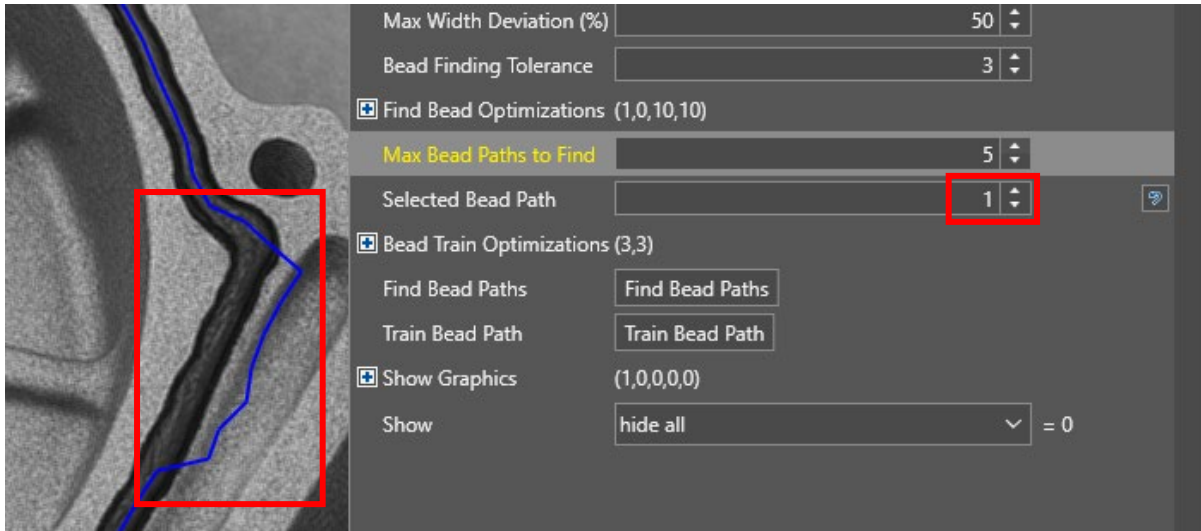 Max Width Deviation (%) 50
Bead Finding Tolerance 3
Find Bead Optimizations (1,0,10,10)
Max Bead Paths to Find 5
Selected Bead Path 1
Bead Train Optimizations (3,3)
Find Bead Paths Find Bead Paths
Train Bead Path Train Bead Path
Show Graphics (1,0,0,0,0)
Show hide all = 0